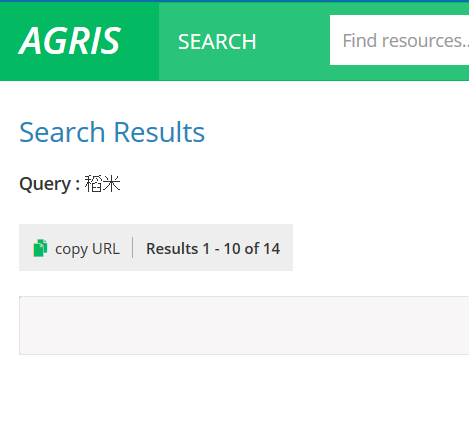 AGRIS SEARCH Find resources...
Search Results
Query : 稻米
copy URL Results 1 - 10 of 14